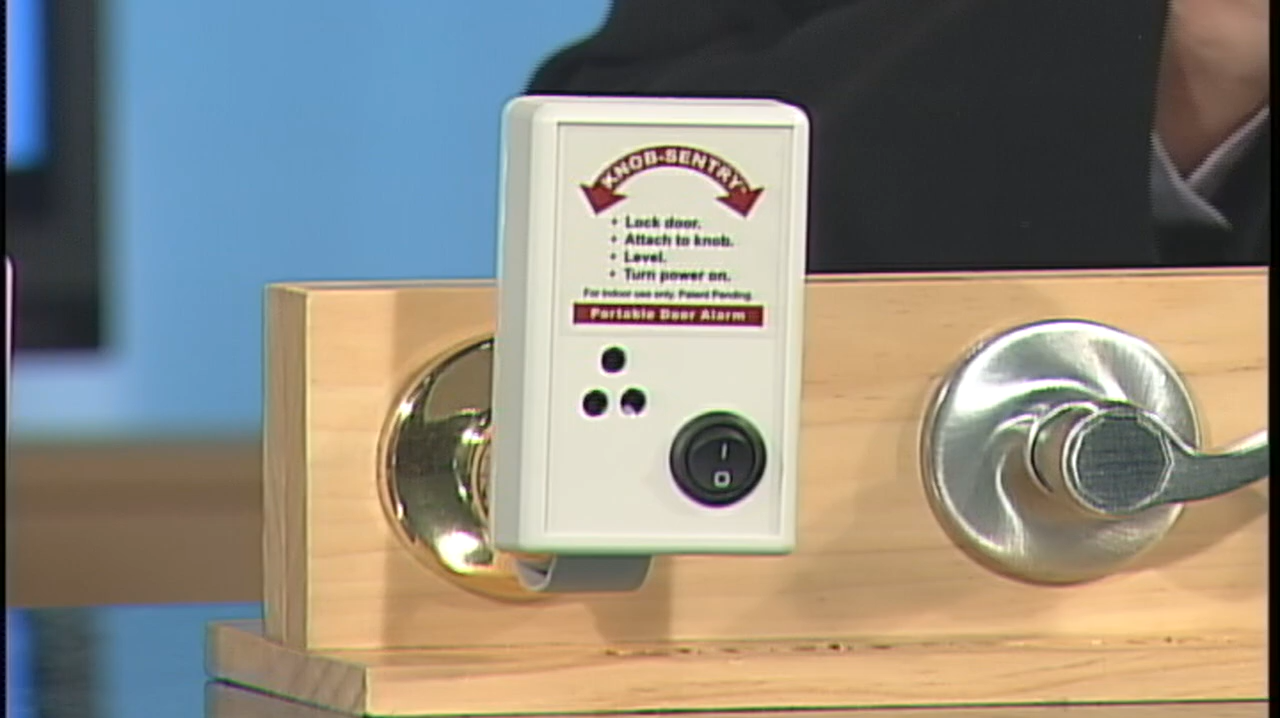 KNOB-SENTRY
+ Lock door.
+ Attach to knob.
+ Level.
+ Turn power on.
For indoor use only. Patent Pending.
Portable Door Alarm
I
O